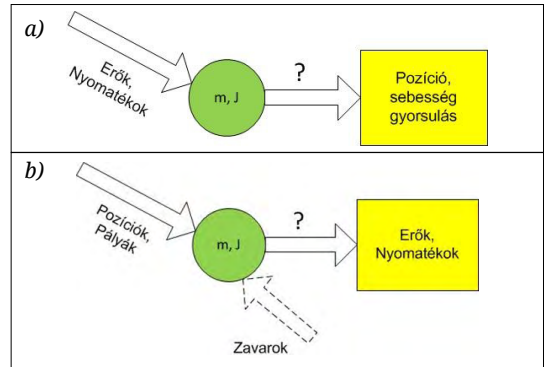 a)
Erők,
Nyomatékok
m, J
?
Pozíció,
sebesség
gyorsulás
b)
Pozíciók,
Pályák
m, J
?
Erők,
Nyomatékok
Zavarok